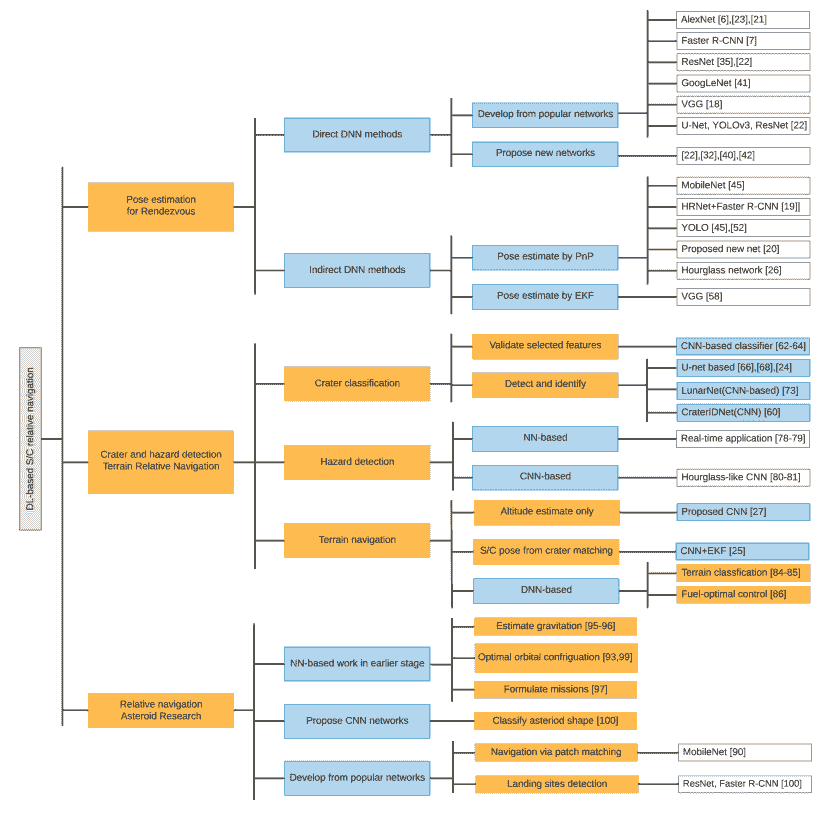 DL-based S/C relative navigation
Pose estimation
for Rendezvous
Direct DNN methods
Develop from popular networks
AlexNet [6],[23],[21]
Faster R-CNN [7]
ResNet [35],[22]
GoogLeNet [41]
VGG [18]
U-Net, YOLOv3, ResNet [22]
Propose new networks
[22],[32],[40],[42]
Indirect DNN methods
Pose estimate by PnP
MobileNet [45]
HRNet+Faster R-CNN [19]]
YOLO [45],[52]
Proposed new net [20]
Hourglass network [26]
Pose estimate by EKF
VGG [58]
Crater and hazard detection
Terrain Relative Navigation
Crater classification
Validate selected features
CNN-based classifier [62-64]
Detect and identify
U-net based [66],[68],[24]
LunarNet(CNN-based) [73]
CraterIDNet(CNN) [60]
Hazard detection
NN-based
Real-time application [78-79]
CNN-based
Hourglass-like CNN [80-81]
Terrain navigation
Altitude estimate only
Proposed CNN [27]
S/C pose from crater matching
CNN+EKF [25]
DNN-based
Terrain classfication [84-85]
Fuel-optimal control [86]
Relative navigation
Asteroid Research
NN-based work in earlier stage
Estimate gravitation [95-96]
Optimal orbital confriguation [93,99]
Formulate missions [97]
Propose CNN networks
Classify asteriod shape [100]
Develop from popular networks
Navigation via patch matching
MobileNet [90]
Landing sites detection
ResNet, Faster R-CNN [100]